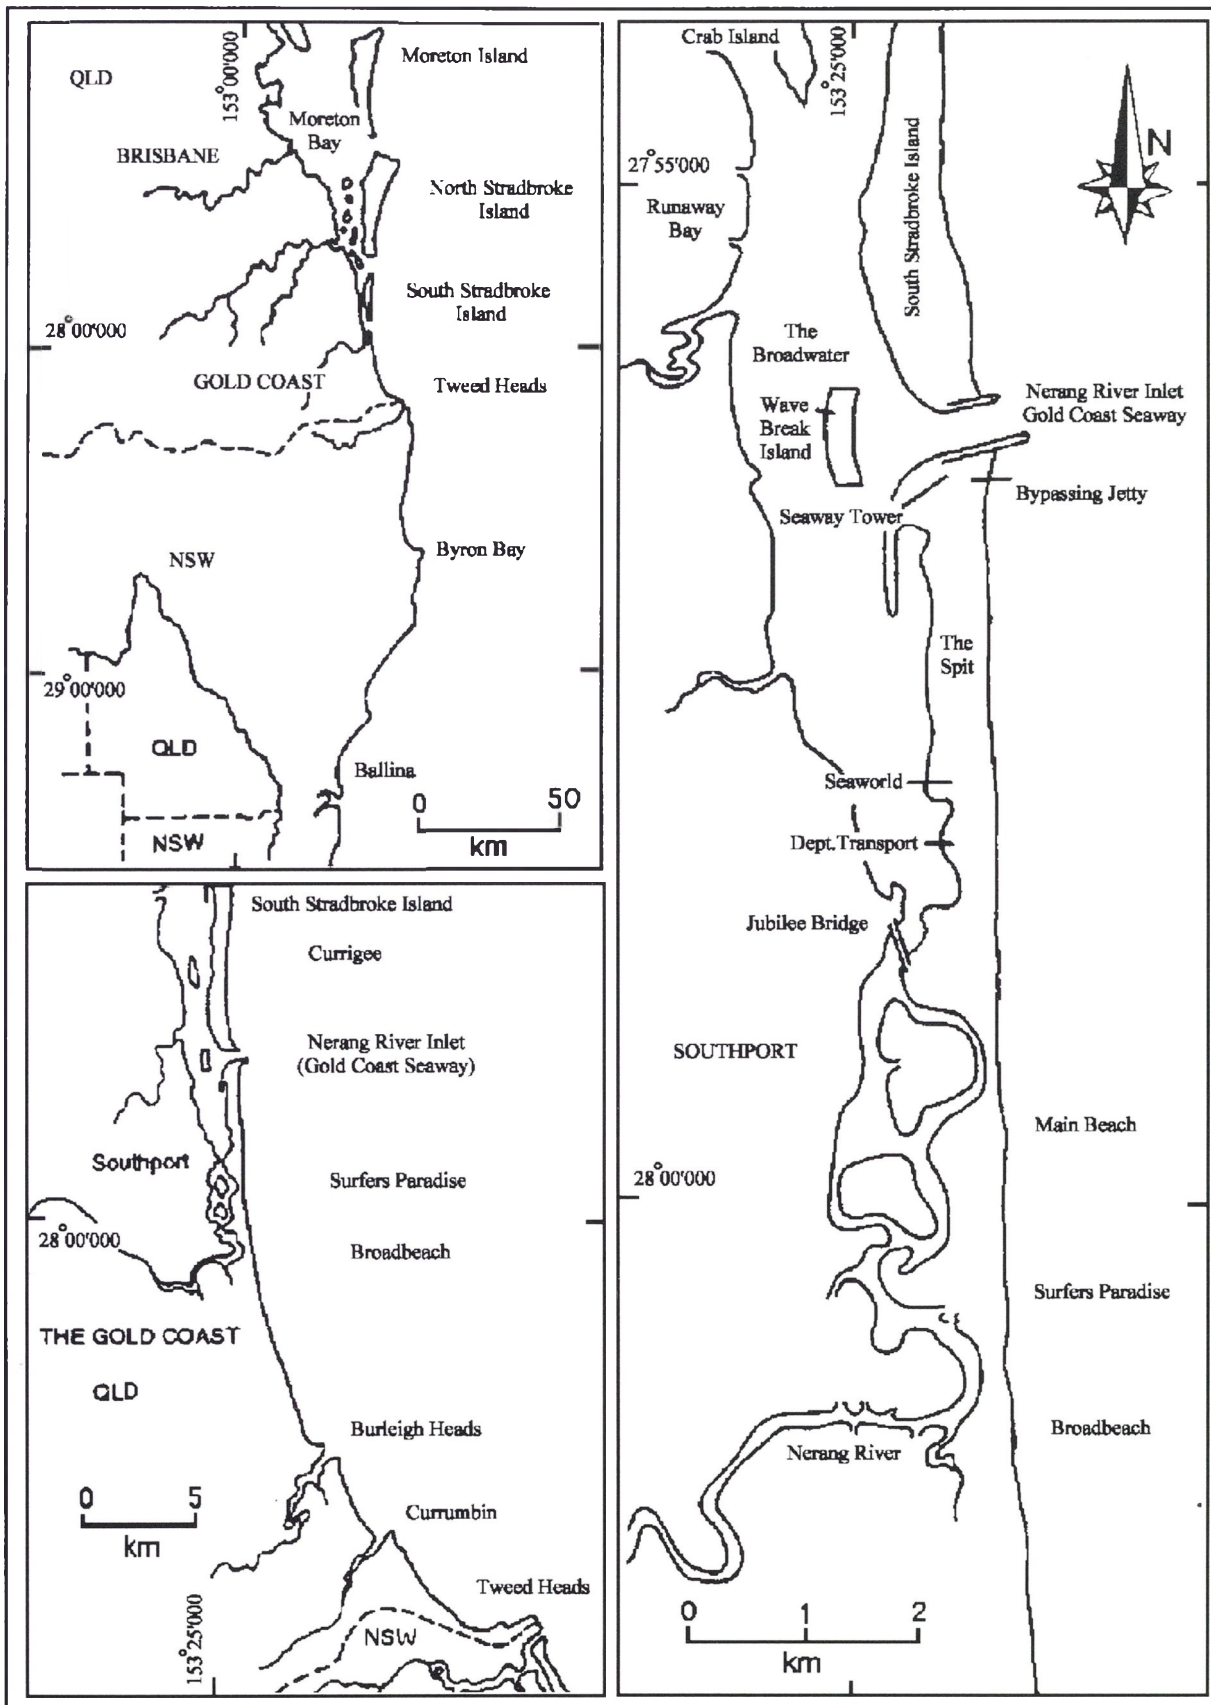 153°00'000
Moreton Island
QLD
Moreton
Bay
BRISBANE
North Stradbroke
Island
South Stradbroke
Island
28°00'000
GOLD COAST
Tweed Heads
Byron Bay
NSW
29°00'000
QLD
Ballina
0 50
km
NSW
South Stradbroke Island
Currigee
Nerang River Inlet
(Gold Coast Seaway)
Southport
Surfers Paradise
28°00'000
Broadbeach
THE GOLD COAST
QLD
Burleigh Heads
0 5
km
Currumbin
Tweed Heads
153°25'000
NSW
Crab Island
153°25'000
N
27°55'000
South Stradbroke Island
Runaway
Bay
The
Broadwater
Nerang River Inlet
Gold Coast Seaway
Wave
Break
Island
Bypassing Jetty
Seaway Tower
The
Spit
Seaworld
Dept.Transport
Jubilee Bridge
SOUTHPORT
Main Beach
28°00'000
Surfers Paradise
Broadbeach
Nerang River
0 1 2
km